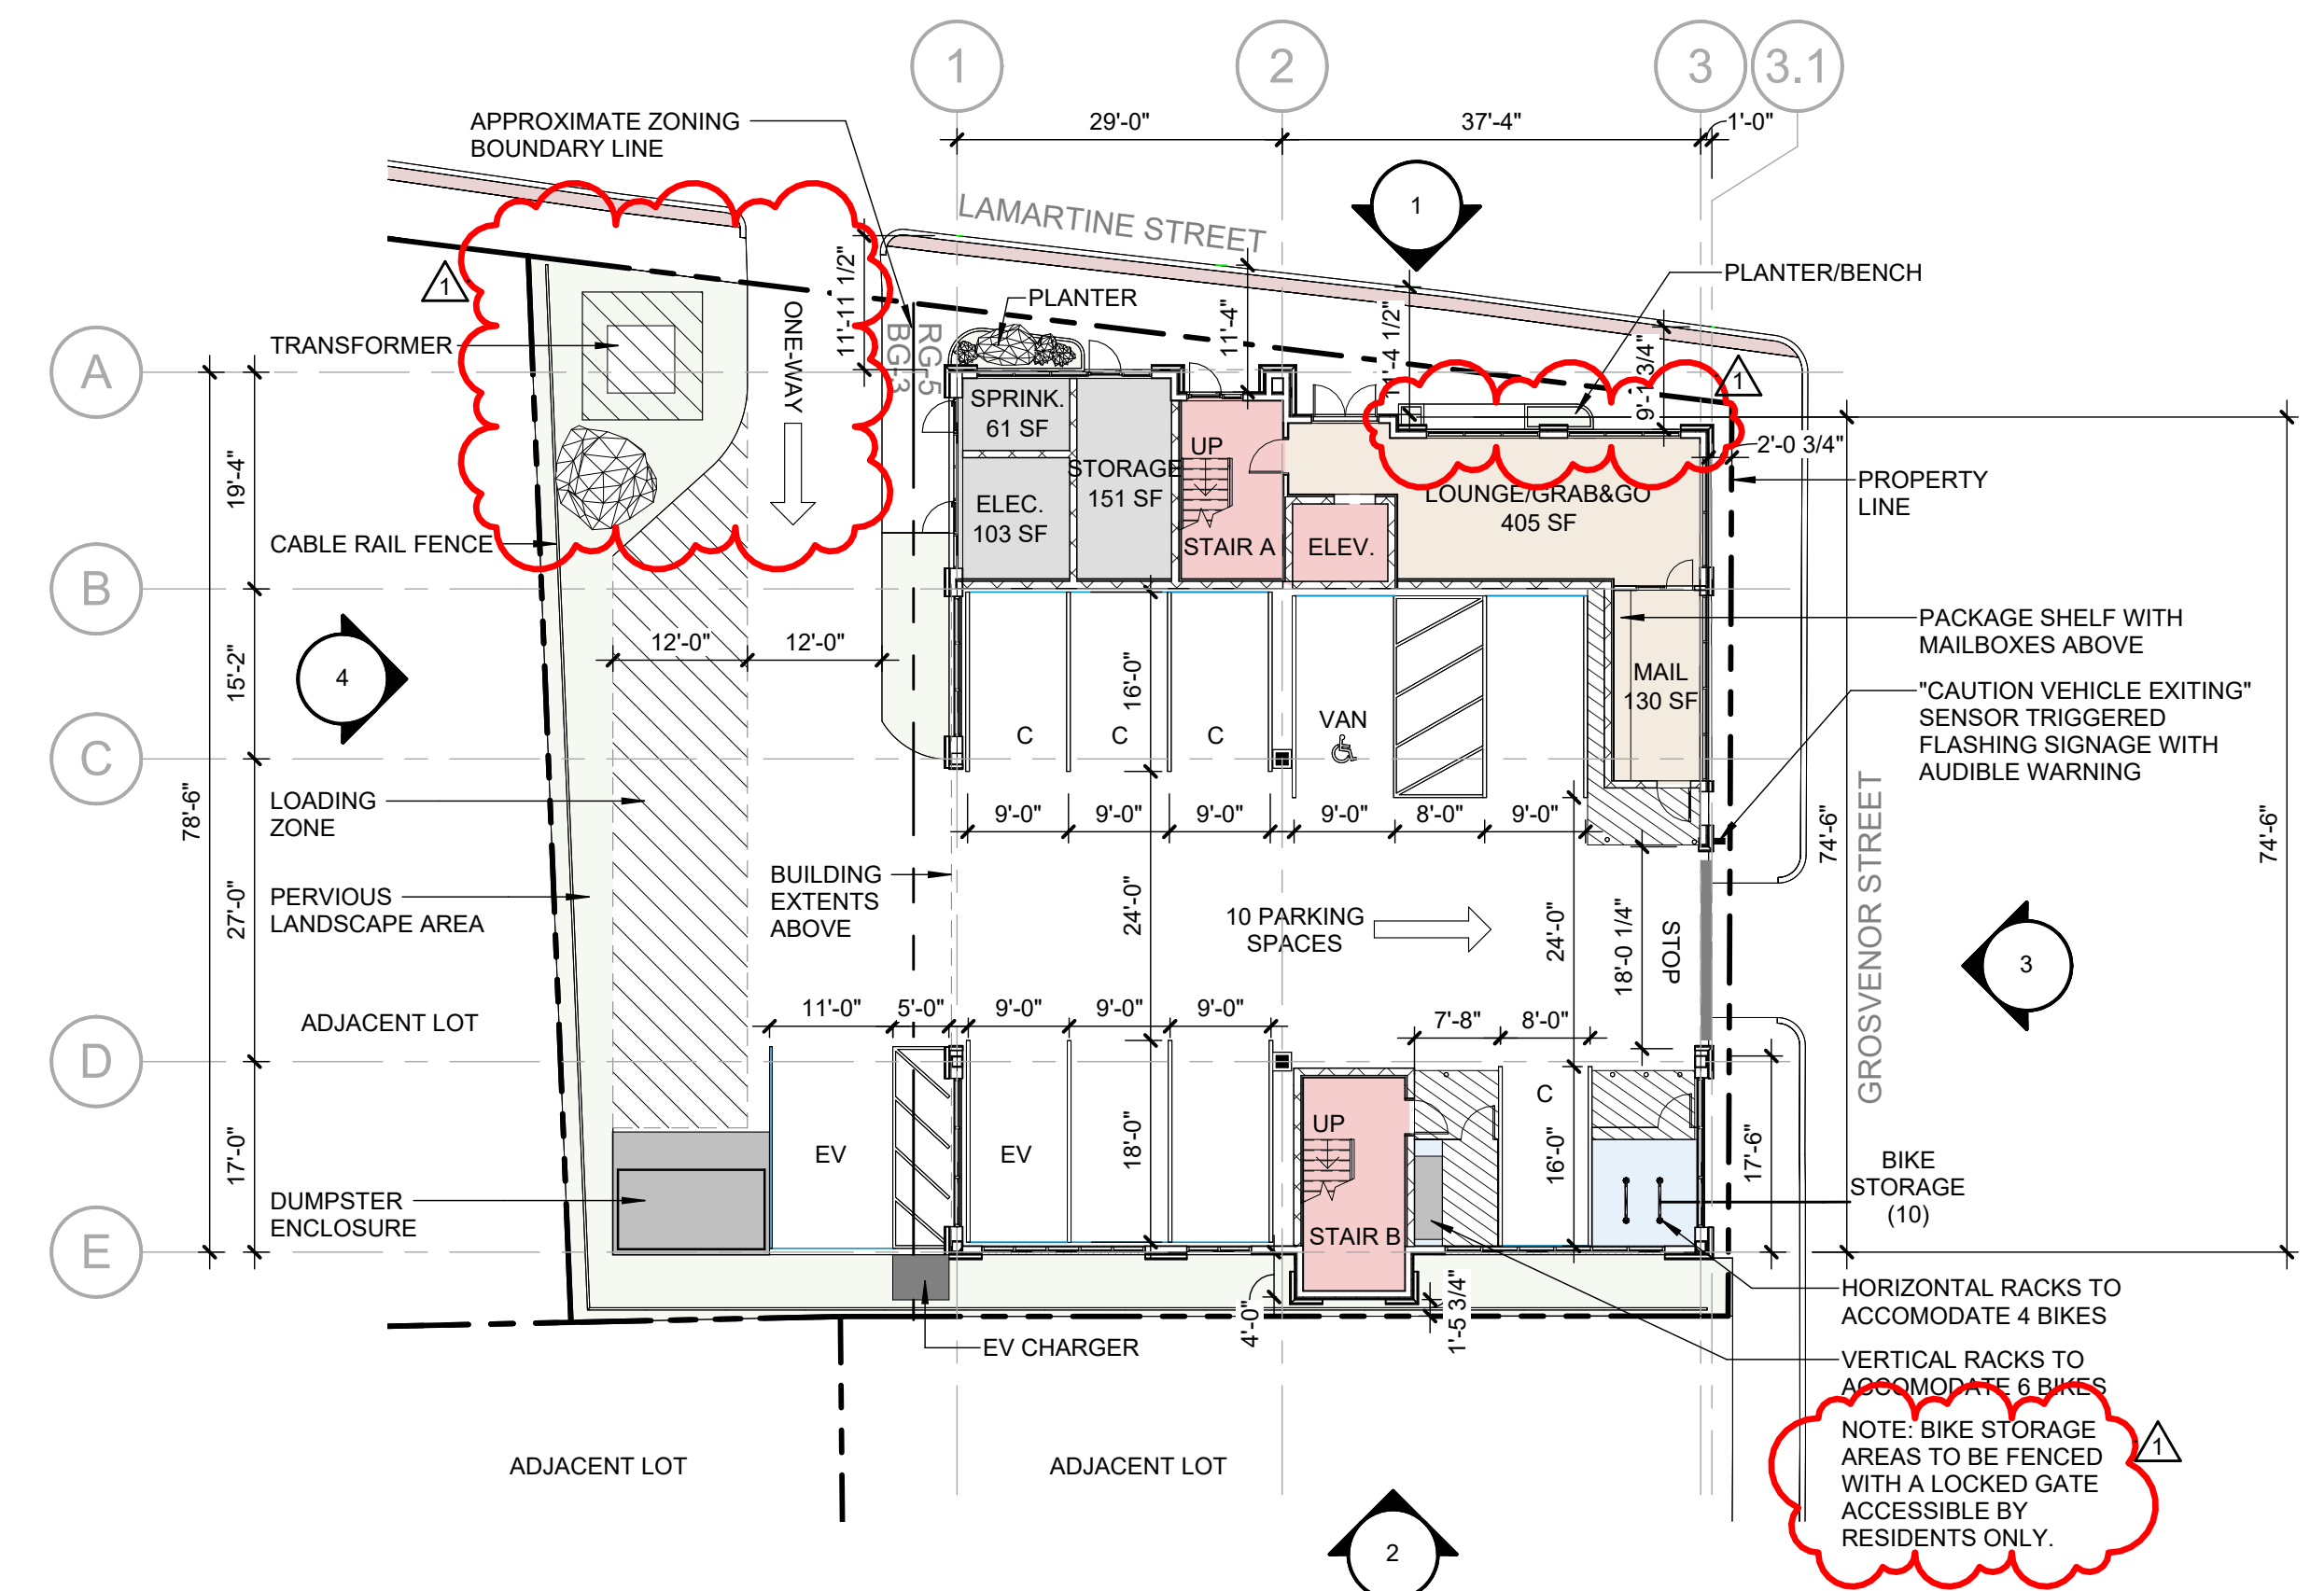 1
2
3
3.1
APPROXIMATE ZONING
BOUNDARY LINE
29'-0"
37'-4"
1'-0"
LAMARTINE STREET
1
1
PLANTER/BENCH
PLANTER
ONE-WAY
11'-11 1/2"
RG-5
BG-3
11'-4"
11'-4 1/2"
9'-1 3/4"
1
A
TRANSFORMER
SPRINK.
61 SF
STORAGE
151 SF
UP
ELEC.
103 SF
STAIR A
ELEV.
LOUNGE/GRAB&GO
405 SF
2'-0 3/4"
PROPERTY
LINE
19'-4"
CABLE RAIL FENCE
B
12'-0"
12'-0"
16'-0"
PACKAGE SHELF WITH
MAILBOXES ABOVE
MAIL
130 SF
4
15'-2"
C
C
C
VAN
"CAUTION VEHICLE EXITING"
SENSOR TRIGGERED
FLASHING SIGNAGE WITH
AUDIBLE WARNING
C
78'-6"
LOADING
ZONE
9'-0"
9'-0"
9'-0"
9'-0"
8'-0"
9'-0"
74'-6"
74'-6"
GROSVENOR STREET
27'-0"
PERVIOUS
LANDSCAPE AREA
BUILDING
EXTENTS
ABOVE
24'-0"
10 PARKING
SPACES
24'-0"
18'-0 1/4"
STOP
3
ADJACENT LOT
11'-0"
5'-0"
9'-0"
9'-0"
9'-0"
7'-8"
8'-0"
D
C
UP
17'-0"
EV
EV
18'-0"
16'-0"
17'-6"
BIKE
STORAGE
(10)
DUMPSTER
ENCLOSURE
STAIR B
E
4'-0"
1'-5 3/4"
EV CHARGER
HORIZONTAL RACKS TO
ACCOMODATE 4 BIKES
VERTICAL RACKS TO
ACCOMODATE 6 BIKES
NOTE: BIKE STORAGE
AREAS TO BE FENCED
WITH A LOCKED GATE
ACCESSIBLE BY
RESIDENTS ONLY.
1
ADJACENT LOT
ADJACENT LOT
2